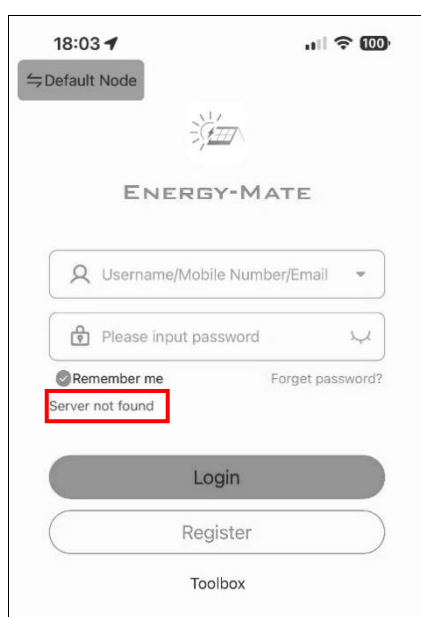 18:03 100
Default Node
ENERGY-MATE
Username/Mobile Number/Email
Please input password
Remember me Forget password?
Server not found
Login
Register
Toolbox